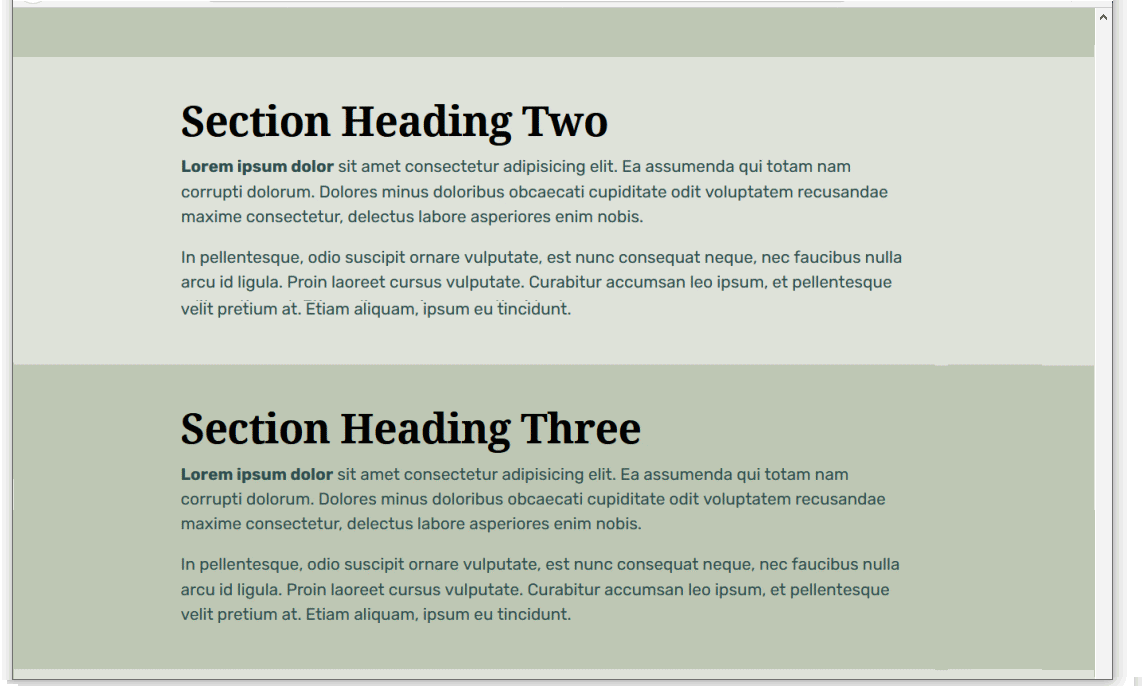 Section Heading Two
Lorem ipsum dolor sit amet consectetur adipisicing elit. Ea assumenda qui totam nam
corrupti dolorum. Dolores minus doloribus obcaecati cupiditate odit voluptatem recusandae
maxime consectetur, delectus labore asperiores enim nobis.
In pellentesque, odio suscipit ornare vulputate, est nunc consequat neque, nec faucibus nulla
arcu id ligula. Proin laoreet cursus vulputate. Curabitur accumsan leo ipsum, et pellentesque
velit pretium at. Etiam aliquam, ipsum eu tincidunt.
Section Heading Three
Lorem ipsum dolor sit amet consectetur adipisicing elit. Ea assumenda qui totam nam
corrupti dolorum. Dolores minus doloribus obcaecati cupiditate odit voluptatem recusandae
maxime consectetur, delectus labore asperiores enim nobis.
In pellentesque, odio suscipit ornare vulputate, est nunc consequat neque, nec faucibus nulla
arcu id ligula. Proin laoreet cursus vulputate. Curabitur accumsan leo ipsum, et pellentesque
velit pretium at. Etiam aliquam, ipsum eu tincidunt.